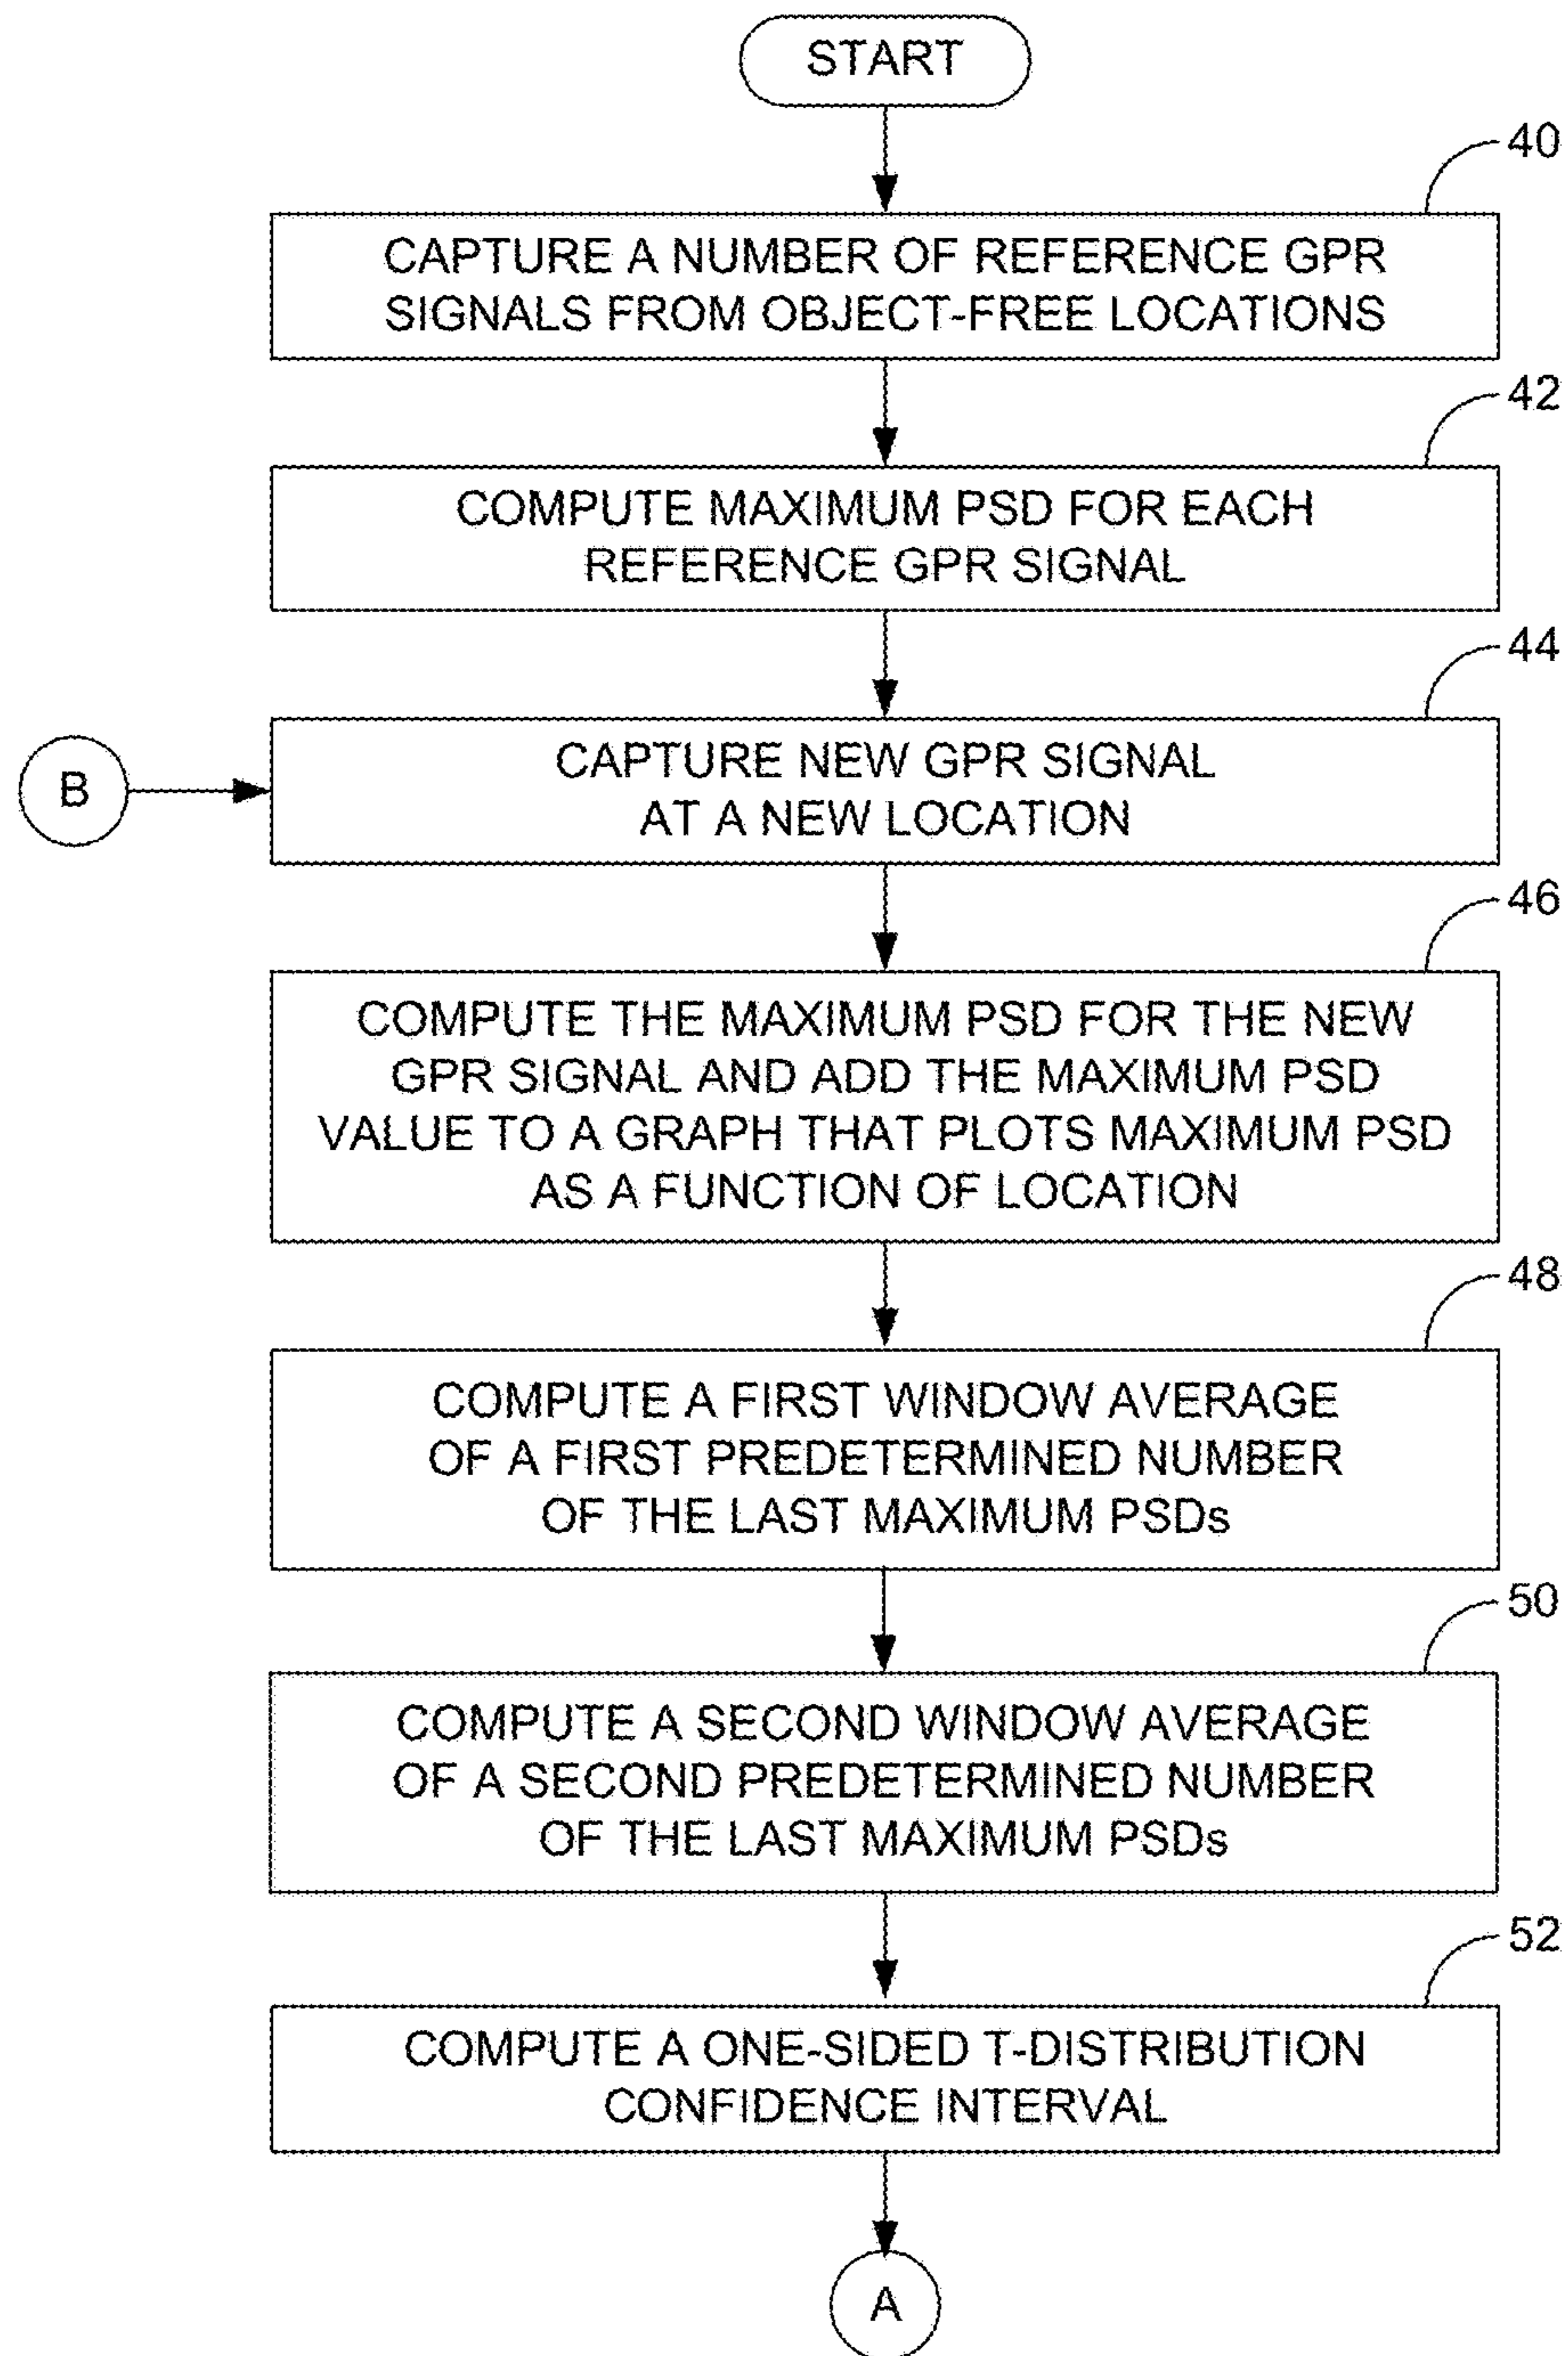 START
40
CAPTURE A NUMBER OF REFERENCE GPR
SIGNALS FROM OBJECT-FREE LOCATIONS
42
COMPUTE MAXIMUM PSD FOR EACH
REFERENCE GPR SIGNAL
44
B
CAPTURE NEW GPR SIGNAL
AT A NEW LOCATION
46
COMPUTE THE MAXIMUM PSD FOR THE NEW
GPR SIGNAL AND ADD THE MAXIMUM PSD
VALUE TO A GRAPH THAT PLOTS MAXIMUM PSD
AS A FUNCTION OF LOCATION
48
COMPUTE A FIRST WINDOW AVERAGE
OF A FIRST PREDETERMINED NUMBER
OF THE LAST MAXIMUM PSDs
50
COMPUTE A SECOND WINDOW AVERAGE
OF A SECOND PREDETERMINED NUMBER
OF THE LAST MAXIMUM PSDs
52
COMPUTE A ONE-SIDED T-DISTRIBUTION
CONFIDENCE INTERVAL
A